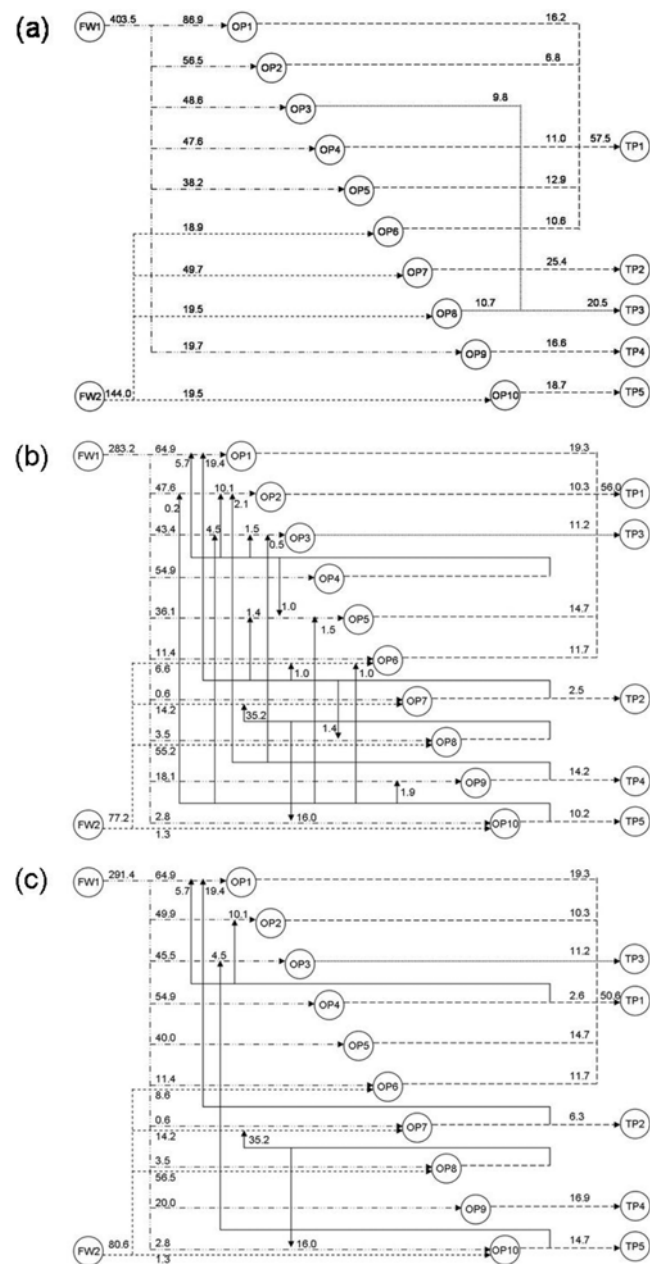 (a)
FW1 403.5 86.9 OP1 16.2
56.5 OP2 6.8
48.6 OP3 9.8
47.6 OP4 11.0 57.5 TP1
38.2 OP5 12.9
18.9 OP6 10.6
49.7 OP7 25.4 TP2
19.5 OP8 10.7 20.5 TP3
19.7 OP9 16.6 TP4
FW2 144.0 19.5 OP10 18.7 TP5
(b)
FW1 283.2 64.9 OP1 19.3
5.7 19.4
47.6 10.1 OP2 10.3 56.0 TP1
0.2 2.1
43.4 4.5 1.5 OP3 11.2 TP3
0.5
54.9 OP4
1.0
36.1 1.4 OP5 14.7
1.5
11.4 OP6 11.7
6.6 1.0 1.0
0.6 OP7 2.5 TP2
14.2 35.2
3.5 1.4 OP8
55.2
18.1 OP9 14.2 TP4
1.9
FW2 77.2 2.8 16.0 OP10 10.2 TP5
1.3
(c)
FW1 291.4 64.9 OP1 19.3
5.7 19.4
49.9 10.1 OP2 10.3
45.5 4.5 OP3 11.2 TP3
54.9 OP4 2.6 50.6 TP1
40.0 OP5 14.7
11.4 OP6 11.7
8.6
0.6 OP7 6.3 TP2
14.2 35.2
3.5 OP8
56.5
20.0 OP9 16.9 TP4
FW2 80.6 2.8 16.0 OP10 14.7 TP5
1.3